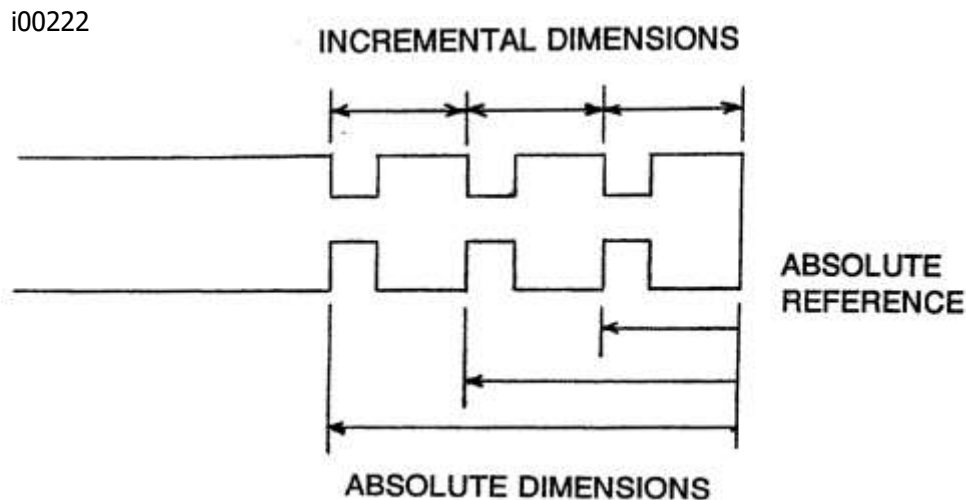 i00222
INCREMENTAL DIMENSIONS
ABSOLUTE
REFERENCE
ABSOLUTE DIMENSIONS